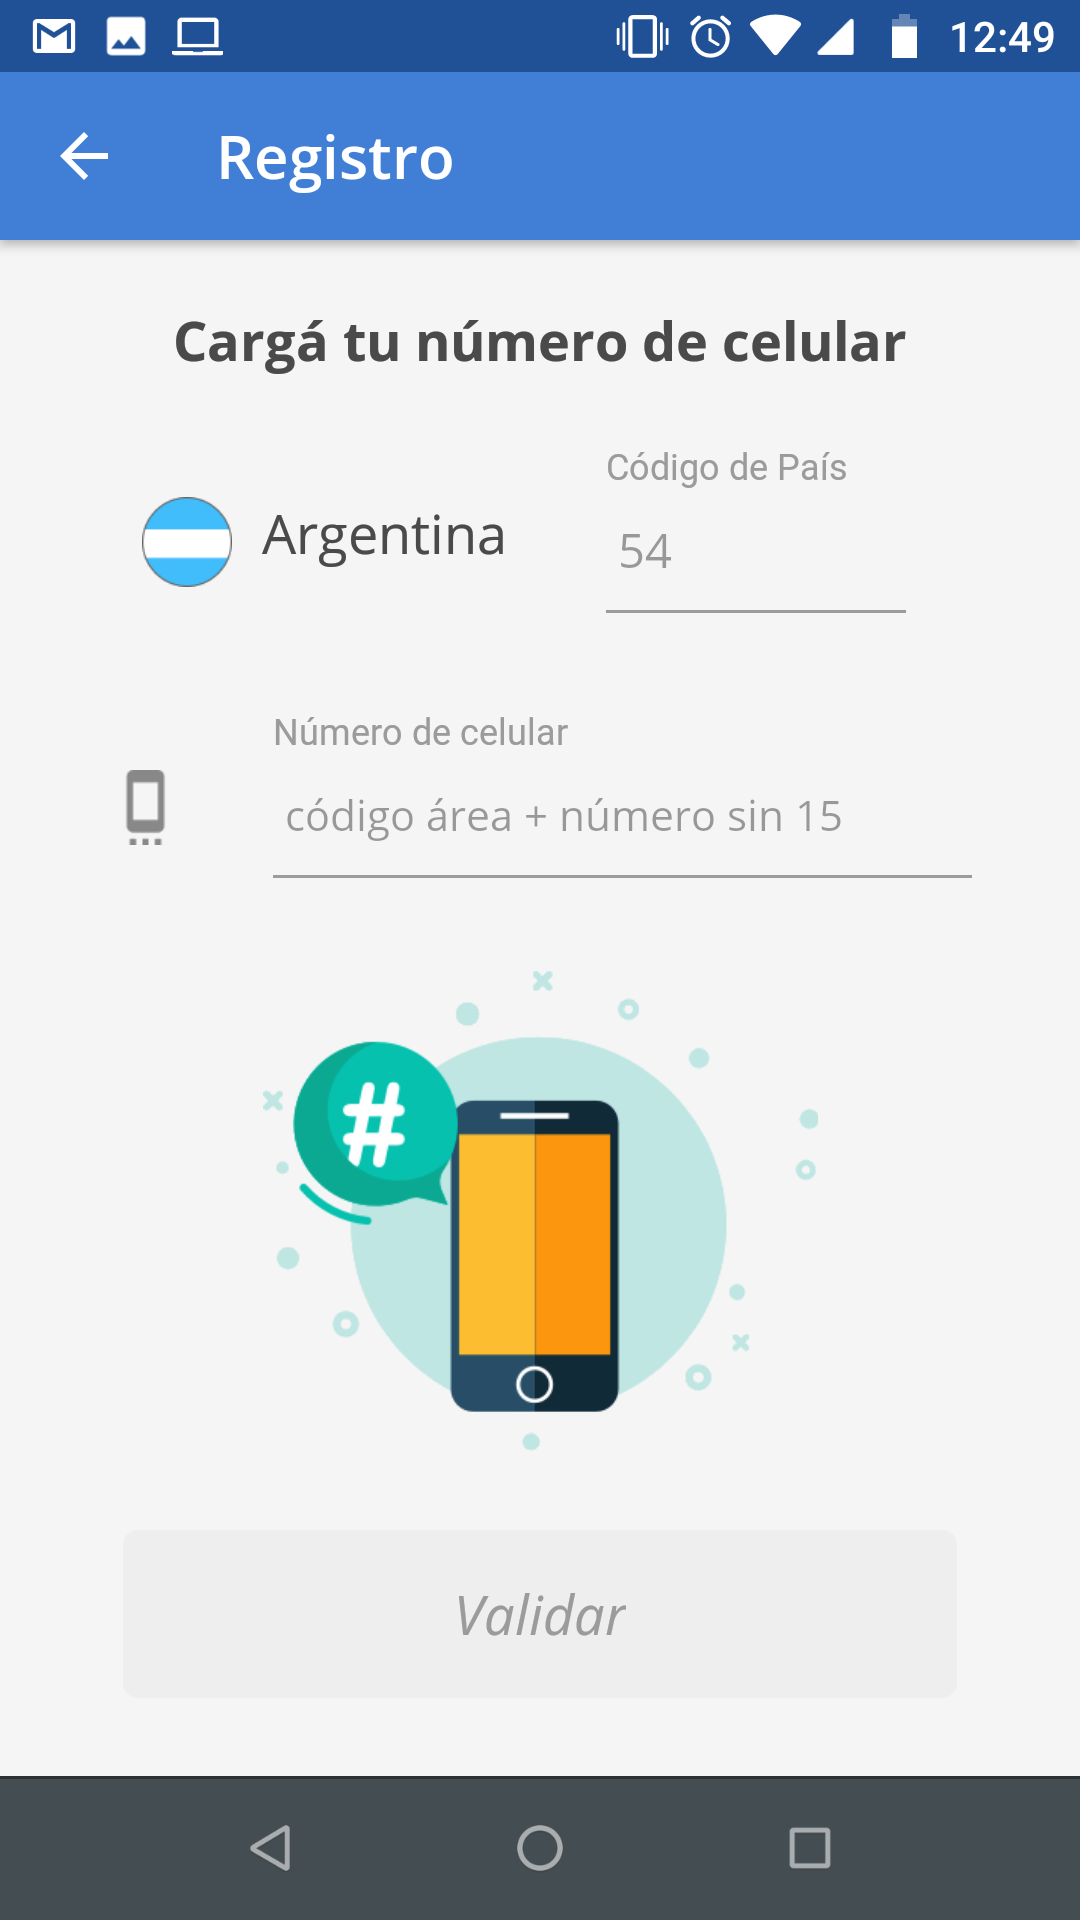 12:49
Registro
Cargá tu número de celular
Código de País
Argentina
54
Número de celular
código área + número sin 15
#
Validar